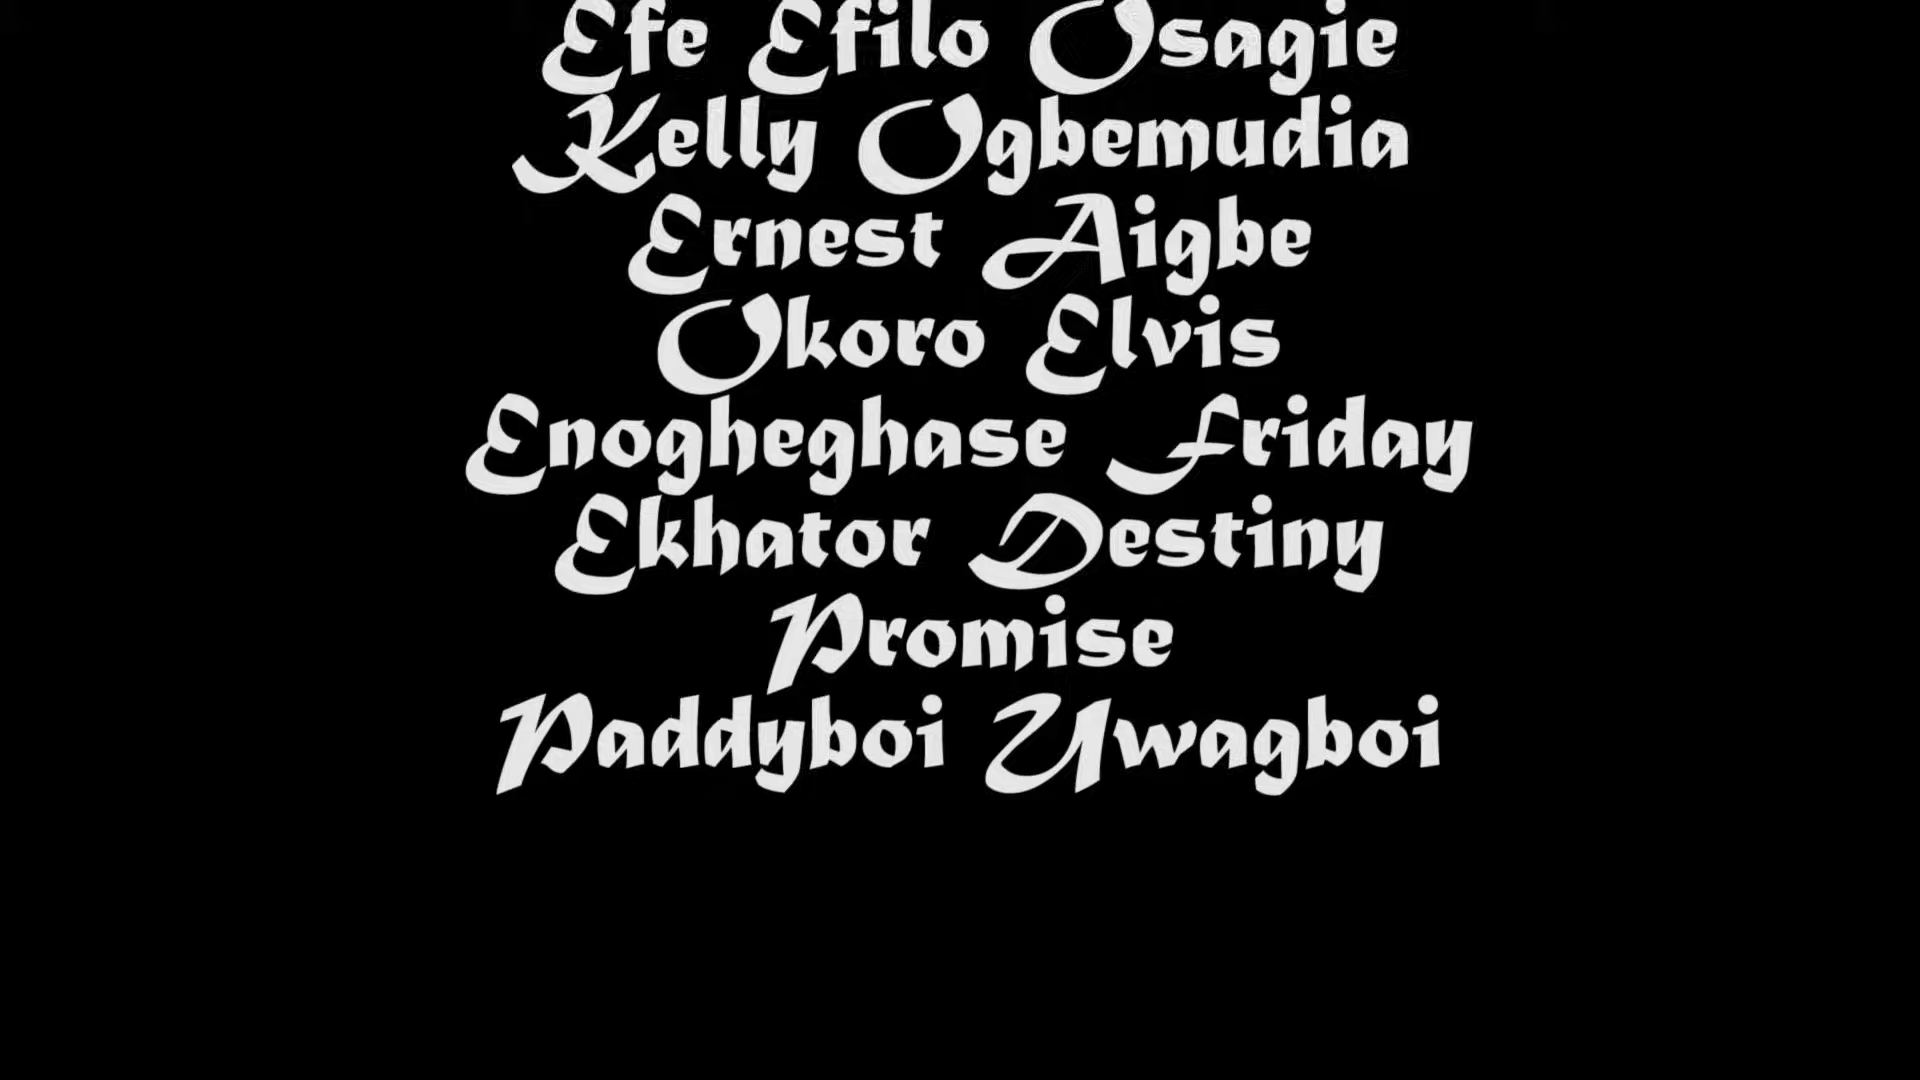 Efe Efilo Osagie
Kelly Ogbemudia
Ernest Aigbe
Okoro Elvis
Enogheghase Friday
Ekhator Destiny
Promise
Paddyboi Uwagboi